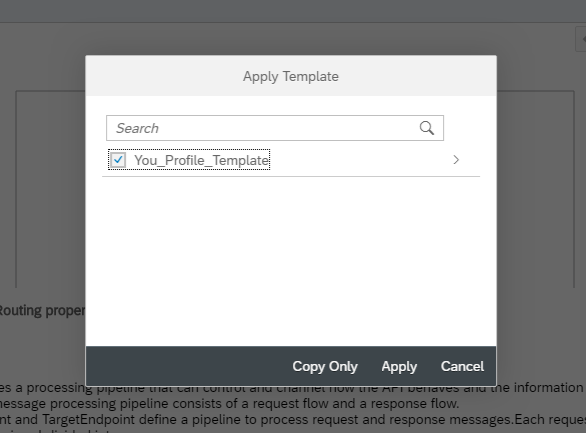 Apply Template
Search
You_Profile_Template
Routing proper
Copy Only Apply Cancel
es a processing pipeline that can control and channel how the API behaves and the information
message processing pipeline consists of a request flow and a response flow.
nt and TargetEndpoint define a pipeline to process request and response messages.Each reques